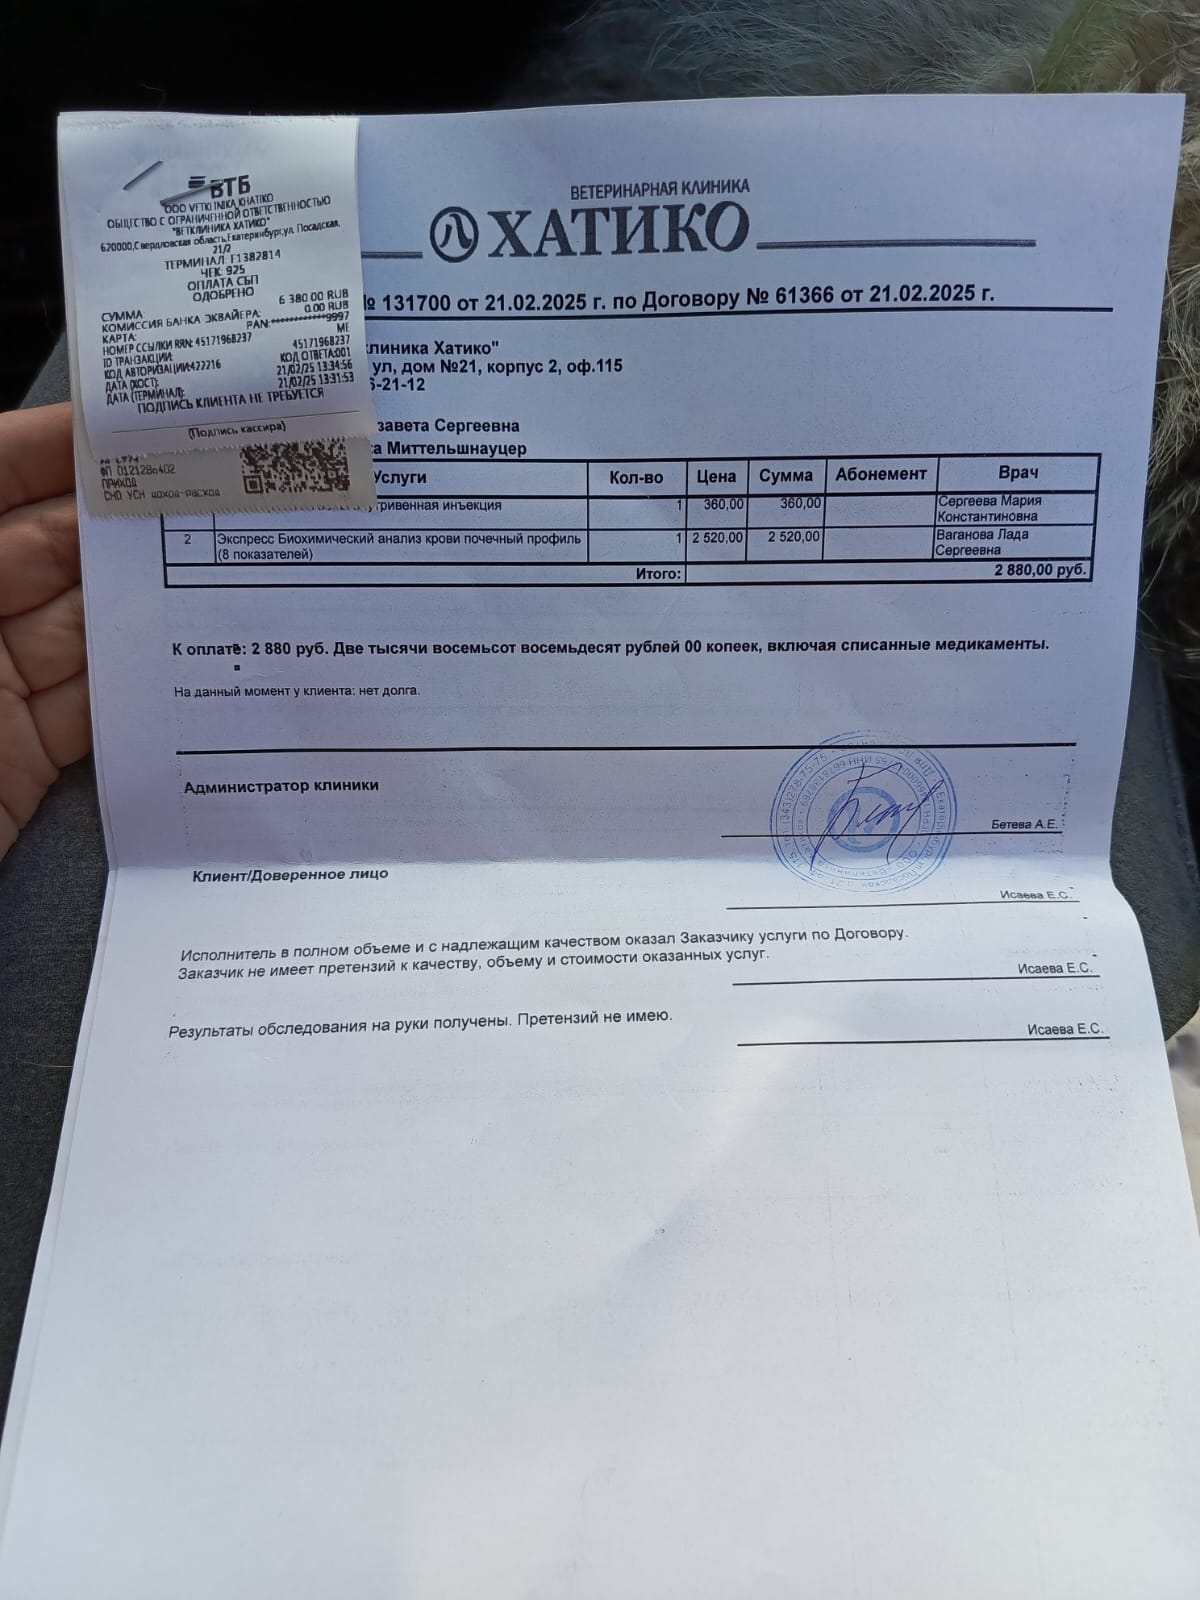 ВТБ
ООО VETKLINIKA KHATIKO
ОБЩЕСТВО С ОГРАНИЧЕННОЙ ОТВЕТСТВЕННОСТЬЮ
"ВЕТКЛИНИКА ХАТИКО"
620000,Свердловская область,Екатеринбург,ул. Посадская,
21/2
ТЕРМИНАЛ: F1382814
ЧЕК: 925
ОПЛАТА СБП
ОДОБРЕНО
СУММА 6 380.00 RUB
КОМИССИЯ БАНКА ЭКВАЙЕРА: 0.00 RUB
КАРТА: PAN:************9997
МЕ
НОМЕР ССЫЛКИ RRN: 45171968237
ID ТРАНЗАКЦИИ: 45171968237
КОД АВТОРИЗАЦИИ:422216 КОД ОТВЕТА:001
ДАТА (ХОСТ): 21/02/25 13:34:56
ДАТА (ТЕРМИНАЛ): 21/02/25 13:31:53
ПОДПИСЬ КЛИЕНТА НЕ ТРЕБУЕТСЯ
(Подпись кассира)
ФП 0121286402
ПРИХОД
СНО УСН доход-расход
ВЕТЕРИНАРНАЯ КЛИНИКА
ХАТИКО
№ 131700 от 21.02.2025 г. по Договору № 61366 от 21.02.2025 г.
клиника Хатико"
ул, дом №21, корпус 2, оф.115
6-21-12
завета Сергеевна
ка Миттельшнауцер
Услуги Кол-во Цена Сумма Абонемент Врач
тривенная инъекция 1 360,00 360,00 Сергеева Мария
Константиновна
2 Экспресс Биохимический анализ крови почечный профиль 1 2 520,00 2 520,00 Ваганова Лада
(8 показателей) Сергеевна
Итого: 2 880,00 руб.
К оплате: 2 880 руб. Две тысячи восемьсот восемьдесят рублей 00 копеек, включая списанные медикаменты.
На данный момент у клиента: нет долга.
Администратор клиники
Бетева А.Е.
Клиент/Доверенное лицо
Исаева Е.С.
Исполнитель в полном объеме и с надлежащим качеством оказал Заказчику услуги по Договору.
Заказчик не имеет претензий к качеству, объему и стоимости оказанных услуг.
Исаева Е.С.
Результаты обследования на руки получены. Претензий не имею.
Исаева Е.С.